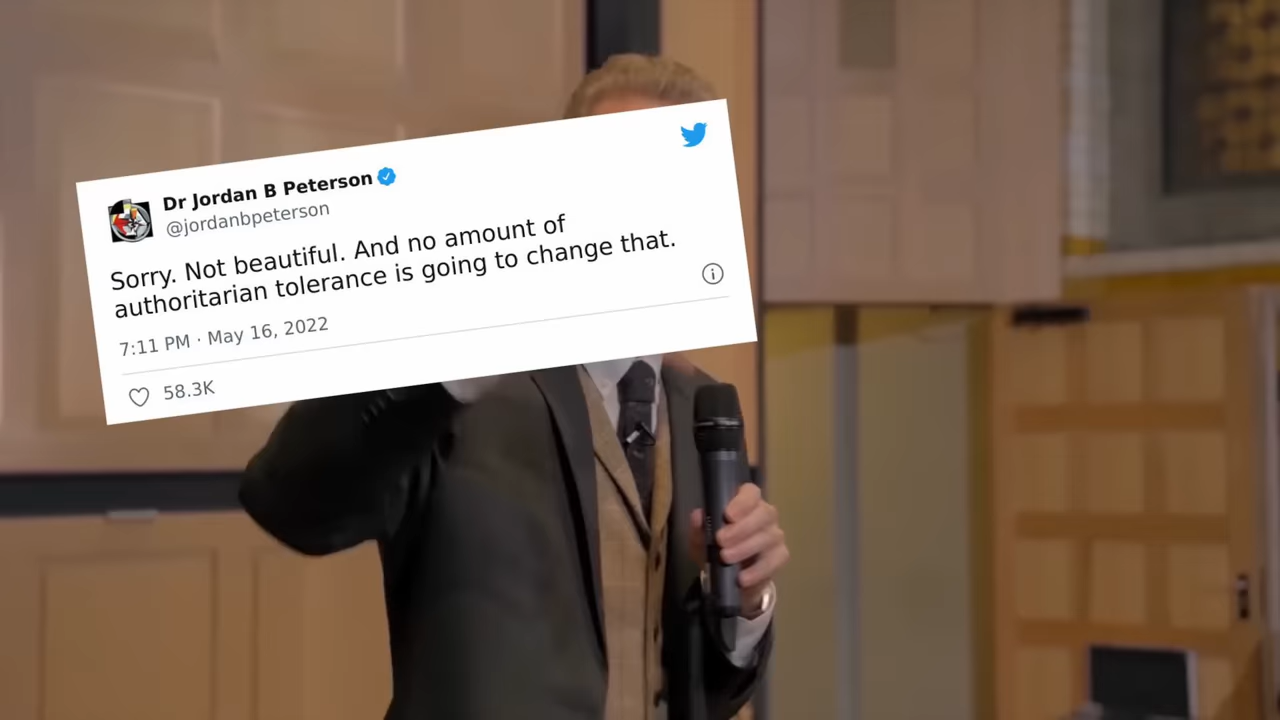 Dr Jordan B Peterson
@jordanbpeterson
Sorry. Not beautiful. And no amount of
authoritarian tolerance is going to change that.
7:11 PM · May 16, 2022
58.3K